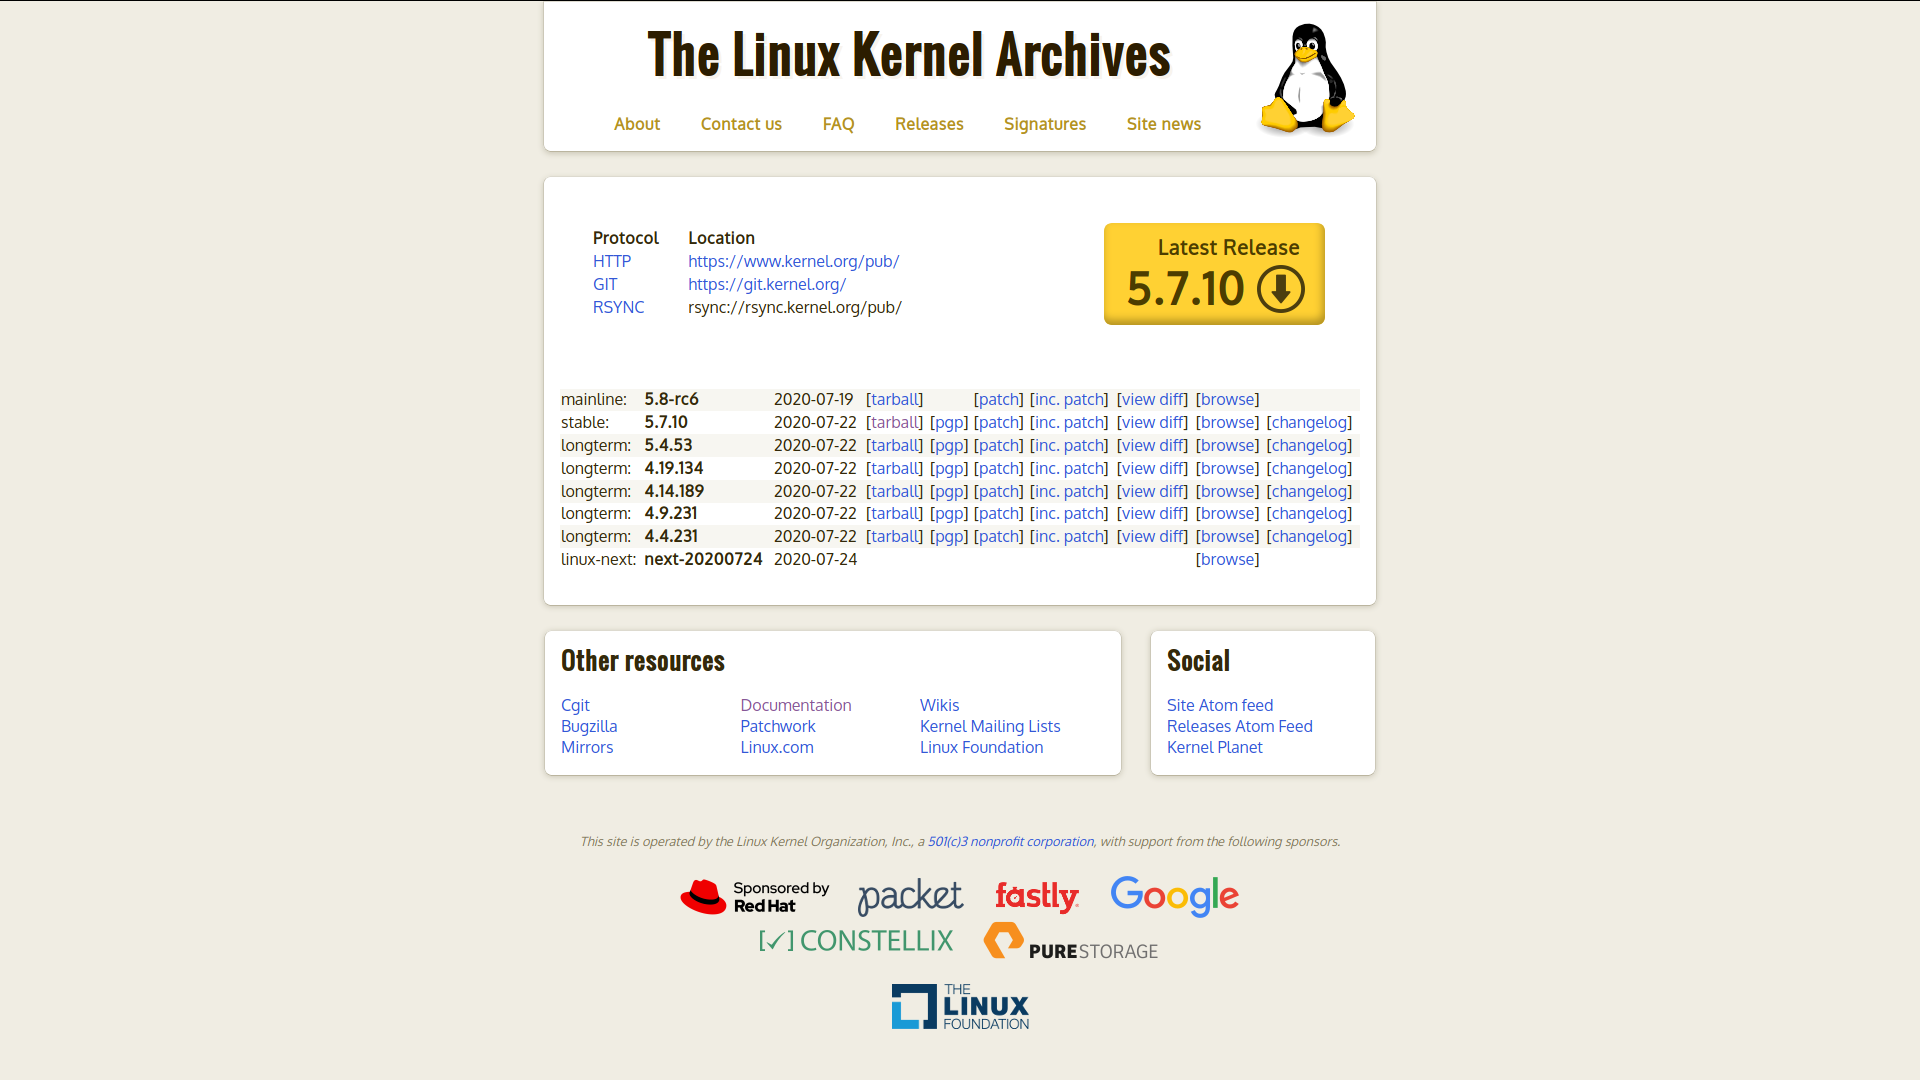 The Linux Kernel Archives
About Contact us FAQ Releases Signatures Site news
Protocol Location
HTTP https://www.kernel.org/pub/
GIT https://git.kernel.org/
RSYNC rsync://rsync.kernel.org/pub/
Latest Release
5.7.10
mainline: 5.8-rc6 2020-07-19 [tarball] [patch] [inc. patch] [view diff] [browse]
stable: 5.7.10 2020-07-22 [tarball] [pgp] [patch] [inc. patch] [view diff] [browse] [changelog]
longterm: 5.4.53 2020-07-22 [tarball] [pgp] [patch] [inc. patch] [view diff] [browse] [changelog]
longterm: 4.19.134 2020-07-22 [tarball] [pgp] [patch] [inc. patch] [view diff] [browse] [changelog]
longterm: 4.14.189 2020-07-22 [tarball] [pgp] [patch] [inc. patch] [view diff] [browse] [changelog]
longterm: 4.9.231 2020-07-22 [tarball] [pgp] [patch] [inc. patch] [view diff] [browse] [changelog]
longterm: 4.4.231 2020-07-22 [tarball] [pgp] [patch] [inc. patch] [view diff] [browse] [changelog]
linux-next: next-20200724 2020-07-24 [browse]
Other resources
Cgit Documentation Wikis
Bugzilla Patchwork Kernel Mailing Lists
Mirrors Linux.com Linux Foundation
Social
Site Atom feed
Releases Atom Feed
Kernel Planet
This site is operated by the Linux Kernel Organization, Inc., a 501(c)3 nonprofit corporation, with support from the following sponsors.
Sponsored by
Red Hat
packet
fastly
Google
CONSTELLIX
PURESTORAGE
THE
LINUX
FOUNDATION